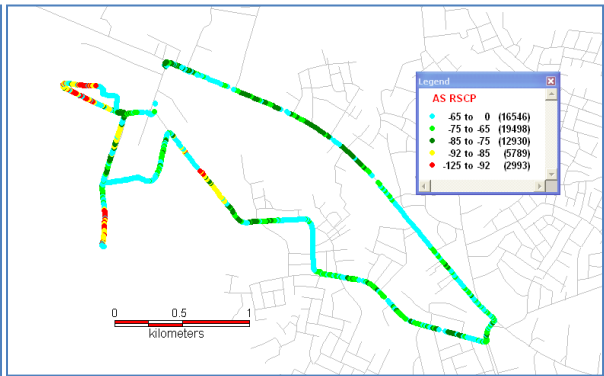 Legend
AS RSCP
-65 to 0 (16546)
-75 to -65 (19498)
-85 to -75 (12930)
-92 to -85 (5789)
-125 to -92 (2993)
0 0.5 1
kilometers